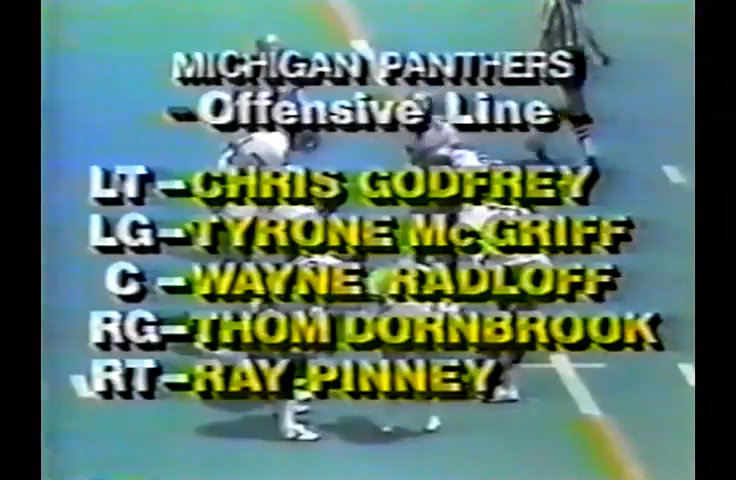 MICHIGAN PANTHERS
-Offensive Line-
LT-CHRIS GODFREY
LG-TYRONE McGRIFF
C-WAYNE RADLOFF
RG-THOM DORNBROOK
RT-RAY PINNEY